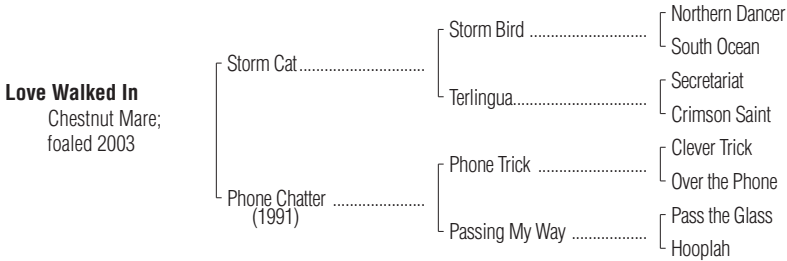 Love Walked In
Chestnut Mare;
foaled 2003
Storm Cat..............................
Phone Chatter ......................
(1991)
Storm Bird ............................
Terlingua................................
Phone Trick ..........................
Passing My Way ..................
Northern Dancer
South Ocean
Secretariat
Crimson Saint
Clever Trick
Over the Phone
Pass the Glass
Hooplah